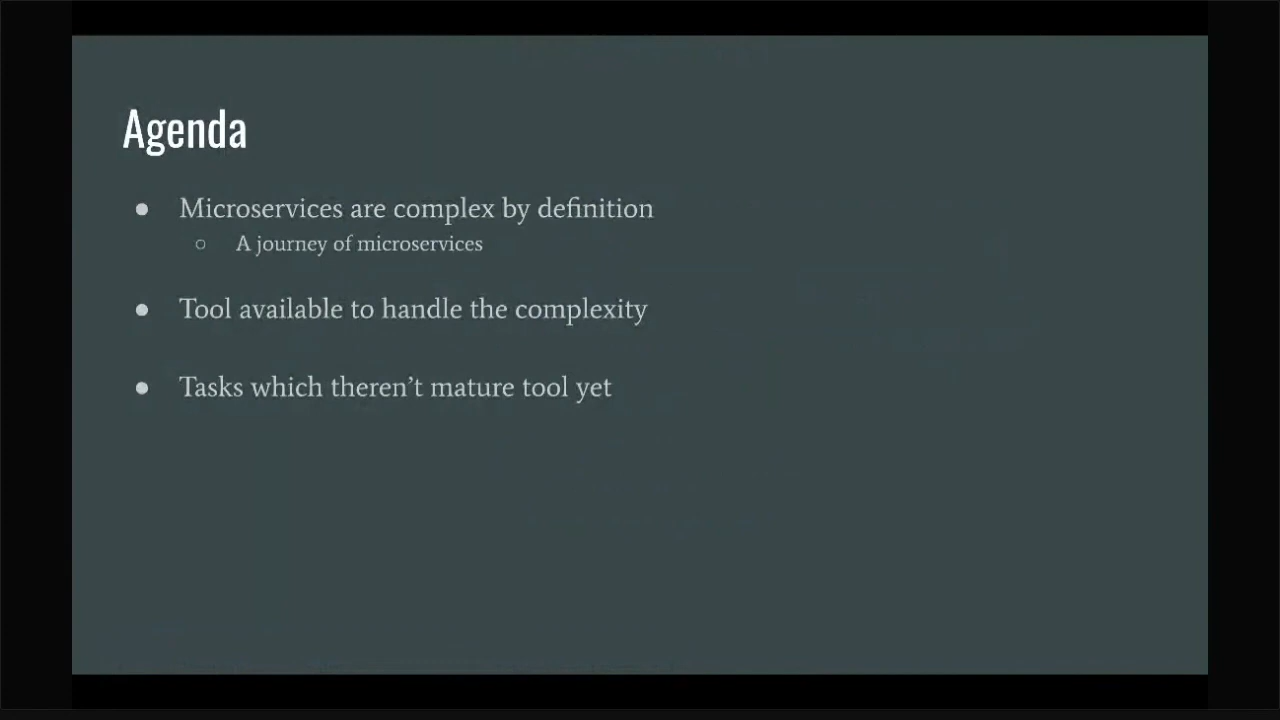 Agenda
● Microservices are complex by definition
○ A journey of microservices
● Tool available to handle the complexity
● Tasks which theren’t mature tool yet